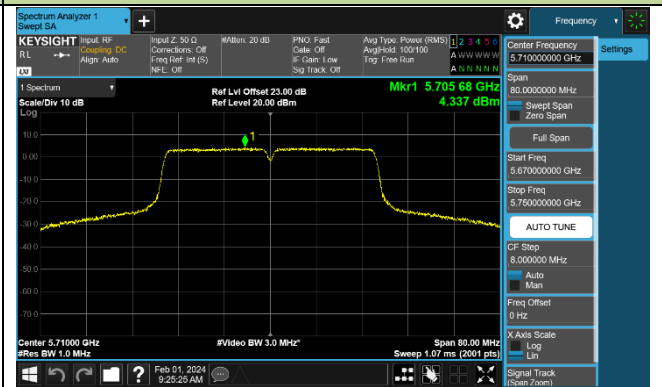 Spectrum Analyzer 1
Swept SA
Frequency
KEYSIGHT
RL
Input: RF
Coupling: DC
Align: Auto
Input Z: 50 Ω
Corrections: Off
Freq Ref: Int (S)
NFE: Off
#Atten: 20 dB
PNO: Fast
Gate: Off
IF Gain: Low
Sig Track: Off
Avg Type: Power (RMS)
Avg|Hold: 100/100
Trig: Free Run
1 2 3 4 5 6
A W W W W W
A N N N N N
LXI
1 Spectrum
Scale/Div 10 dB
Log
Ref Lvl Offset 23.00 dB
Ref Level 20.00 dBm
Mkr1 5.705 68 GHz
4.337 dBm
1
10.0
0.00
-10.0
-20.0
-30.0
-40.0
-50.0
-60.0
-70.0
Center 5.71000 GHz
#Res BW 1.0 MHz
#Video BW 3.0 MHz*
Span 80.00 MHz
Sweep 1.07 ms (2001 pts)
Feb 01, 2024
9:25:25 AM
Center Frequency
5.710000000 GHz
Settings
Span
80.0000000 MHz
Swept Span
Zero Span
Full Span
Start Freq
5.670000000 GHz
Stop Freq
5.750000000 GHz
AUTO TUNE
CF Step
8.000000 MHz
Auto
Man
Freq Offset
0 Hz
X Axis Scale
Log
Lin
Signal Track
(Span Zoom)